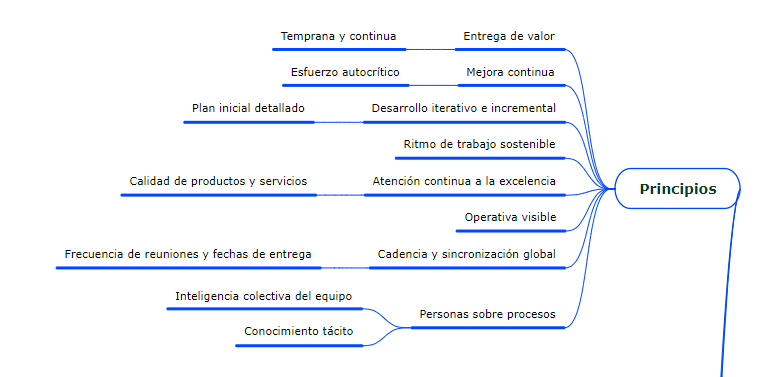 Temprana y continua
Entrega de valor
Esfuerzo autocrítico
Mejora continua
Plan inicial detallado
Desarrollo iterativo e incremental
Ritmo de trabajo sostenible
Calidad de productos y servicios
Atención continua a la excelencia
Principios
Operativa visible
Frecuencia de reuniones y fechas de entrega
Cadencia y sincronización global
Inteligencia colectiva del equipo
Personas sobre procesos
Conocimiento tácito